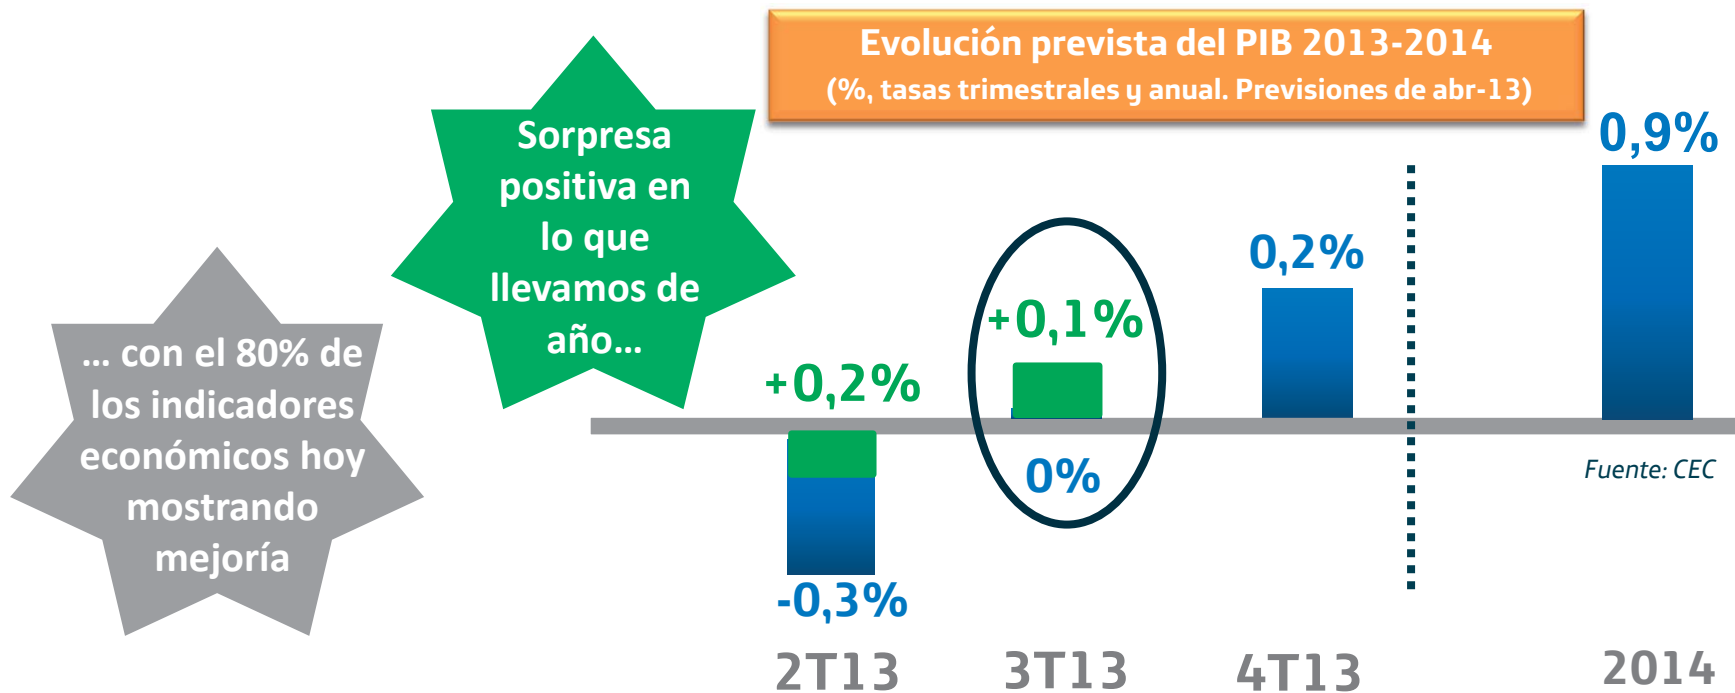 Evolución prevista del PIB 2013-2014
(%, tasas trimestrales y anual. Previsiones de abr-13)
Sorpresa
positiva en
lo que
llevamos de
año...
... con el 80% de
los indicadores
económicos hoy
mostrando
mejoría
0,9%
0,2%
+0,1%
+0,2%
0%
-0,3%
Fuente: CEC
2T13
3T13
4T13
2014